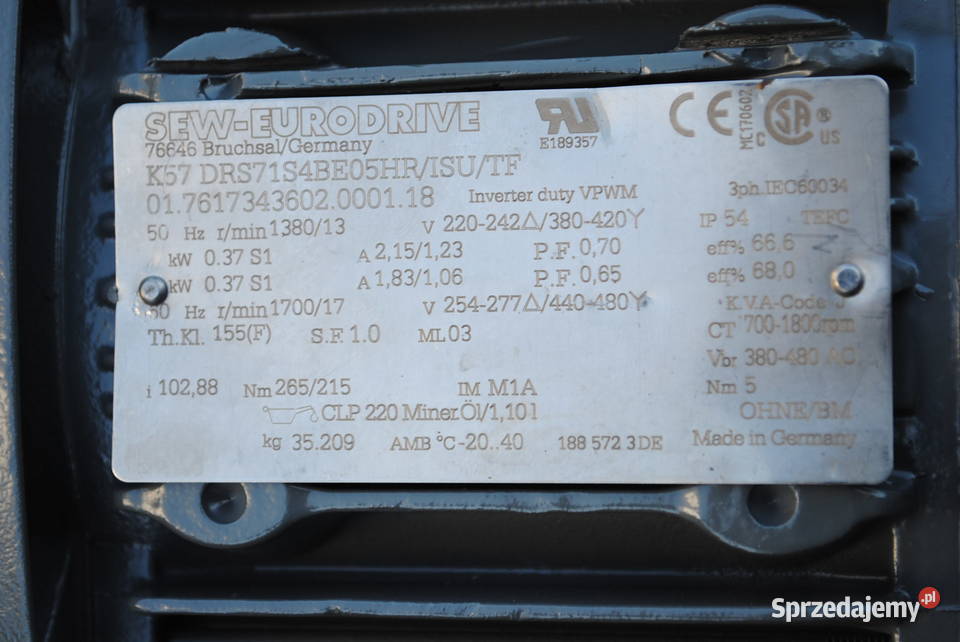 SEW-EURODRIVE
76646 Bruchsal/Germany
E189357
CE
MC170602
C US
K57 DRS71S4BE05HR/ISU/TF
01.7617343602.0001.18 Inverter duty VPWM 3ph.IEC60034
50 Hz r/min 1380/13 V 220-242△/380-420Y IP 54 TEFC
kW 0.37 S1 A 2,15/1,23 P.F. 0,70 eff% 66,6
kW 0.37 S1 A 1,83/1,06 P.F. 0,65 eff% 68,0
60 Hz r/min 1700/17 V 254-277△/440-480Y K.V.A-Code
Th.Kl. 155(F) S.F. 1.0 ML 03 CT 700-1800rpm
Vbr 380-480 AC
i 102,88 Nm 265/215 IM M1A Nm 5
CLP 220 Miner.Öl/1,10 l OHNE/BM
kg 35.209 AMB °C -20..40 188 572 3 DE Made in Germany
Sprzedajemy.pl